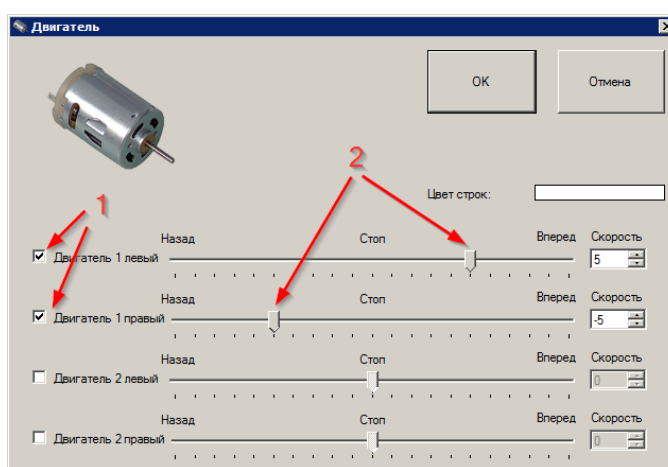 Двигатель
OK
Отмена
2
Цвет строк:
1
Назад Стоп Вперед Скорость
Двигатель 1 левый 5
Назад Стоп Вперед Скорость
Двигатель 1 правый -5
Назад Стоп Вперед Скорость
Двигатель 2 левый 0
Назад Стоп Вперед Скорость
Двигатель 2 правый 0